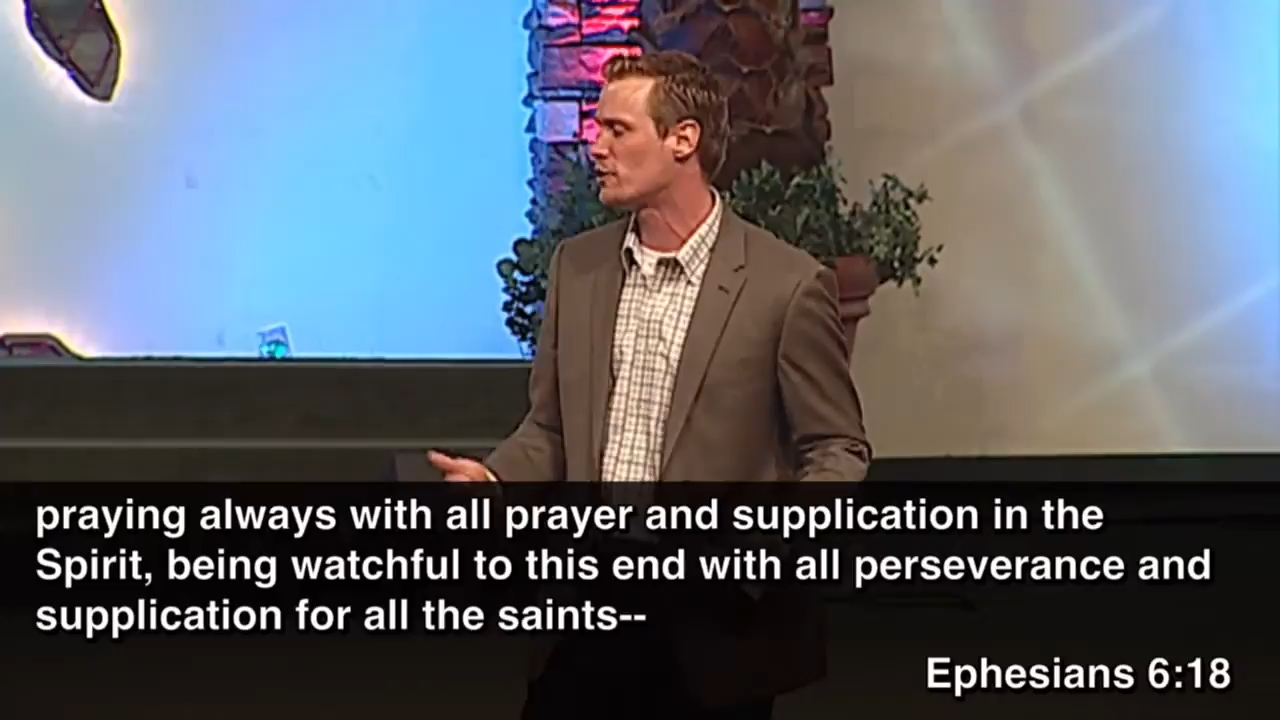 praying always with all prayer and supplication in the
Spirit, being watchful to this end with all perseverance and
supplication for all the saints--
Ephesians 6:18